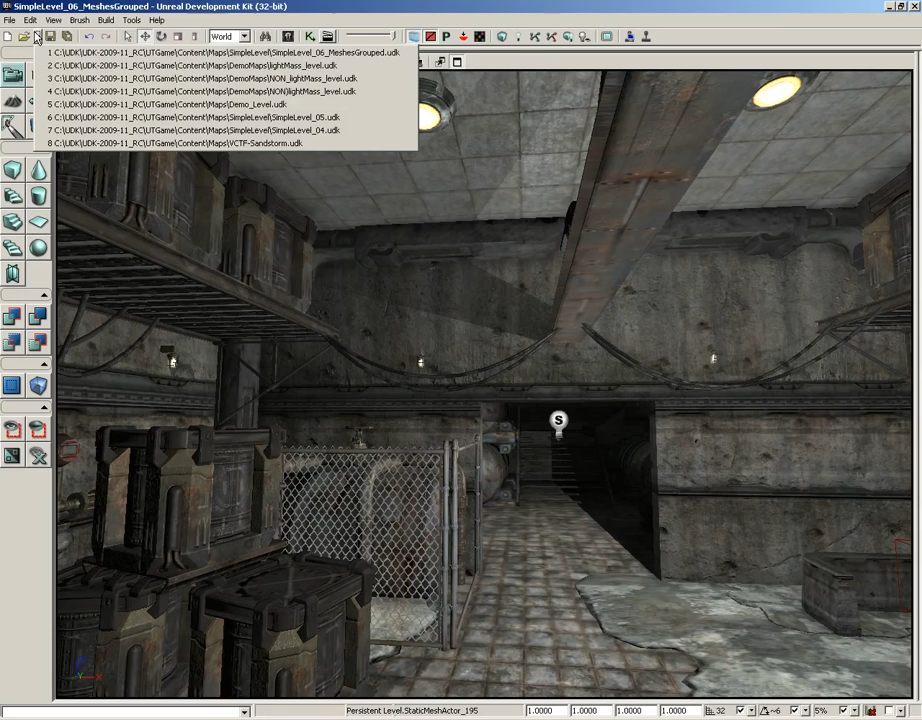 SimpleLevel_06_MeshesGrouped.udk - Unreal Development Kit (32-bit)
File Edit View Brush Build Tools Help
World
1 C:\UDK\UDK-2009-11_RC\UTGame\Content\Maps\SimpleLevel\SimpleLevel_06_MeshesGrouped.udk
2 C:\UDK\UDK-2009-11_RC\UTGame\Content\Maps\DemoMaps\lightMass_level.udk
3 C:\UDK\UDK-2009-11_RC\UTGame\Content\Maps\DemoMaps\NON_lightMass_level.udk
4 C:\UDK\UDK-2009-11_RC\UTGame\Content\Maps\DemoMaps\NON)lightMass_level.udk
5 C:\UDK\UDK-2009-11_RC\UTGame\Content\Maps\Demo_Level.udk
6 C:\UDK\UDK-2009-11_RC\UTGame\Content\Maps\SimpleLevel\SimpleLevel_05.udk
7 C:\UDK\UDK-2009-11_RC\UTGame\Content\Maps\SimpleLevel\SimpleLevel_04.udk
8 C:\UDK\UDK-2009-11_RC\UTGame\Content\Maps\VCTF-Sandstorm.udk
S
Persistent Level.StaticMeshActor_195 1.0000 1.0000 1.0000 1.0000 32 ~6 5%